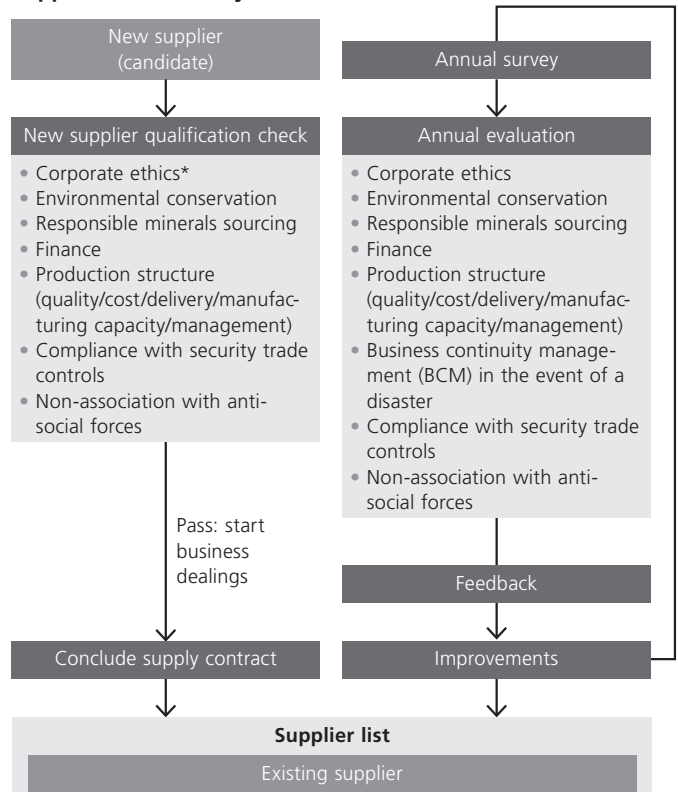 New supplier
(candidate)
New supplier qualification check
• Corporate ethics*
• Environmental conservation
• Responsible minerals sourcing
• Finance
• Production structure
(quality/cost/delivery/manufac-
turing capacity/management)
• Compliance with security trade
controls
• Non-association with anti-
social forces
Pass: start
business
dealings
Conclude supply contract
Annual survey
Annual evaluation
• Corporate ethics
• Environmental conservation
• Responsible minerals sourcing
• Finance
• Production structure
(quality/cost/delivery/manufac-
turing capacity/management)
• Business continuity manage-
ment (BCM) in the event of a
disaster
• Compliance with security trade
controls
• Non-association with anti-
social forces
Feedback
Improvements
Supplier list
Existing supplier